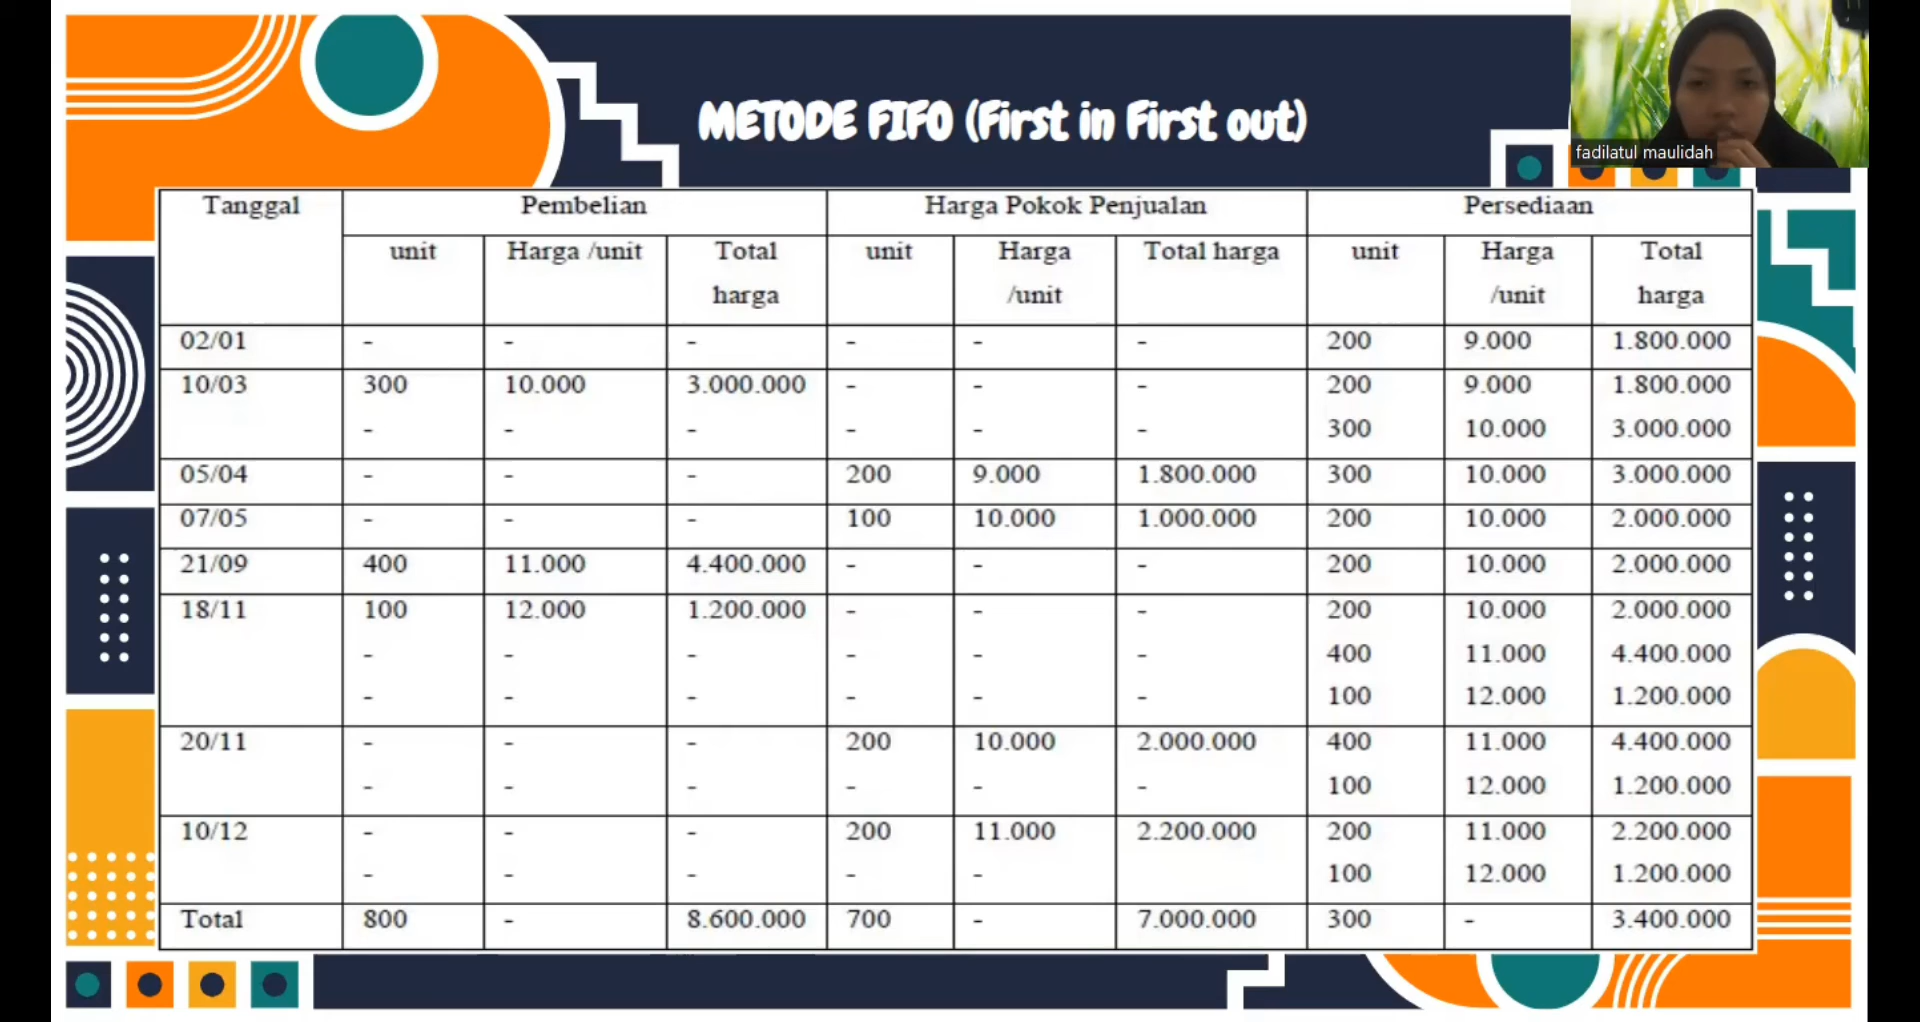 METODE FIFO (First in First out)
fadilatul maulidah
Tanggal Pembelian Harga Pokok Penjualan Persediaan
unit Harga /unit Total harga unit Harga /unit Total harga unit Harga /unit Total harga
02/01 - - - - - - 200 9.000 1.800.000
10/03 300 10.000 3.000.000 - - - 200 9.000 1.800.000
- - - - - - 300 10.000 3.000.000
05/04 - - - 200 9.000 1.800.000 300 10.000 3.000.000
07/05 - - - 100 10.000 1.000.000 200 10.000 2.000.000
21/09 400 11.000 4.400.000 - - - 200 10.000 2.000.000
18/11 100 12.000 1.200.000 - - - 200 10.000 2.000.000
- - - - - - 400 11.000 4.400.000
- - - - - - 100 12.000 1.200.000
20/11 - - - 200 10.000 2.000.000 400 11.000 4.400.000
- - - - - - 100 12.000 1.200.000
10/12 - - - 200 11.000 2.200.000 200 11.000 2.200.000
- - - - - 100 12.000 1.200.000
Total 800 - 8.600.000 700 - 7.000.000 300 - 3.400.000